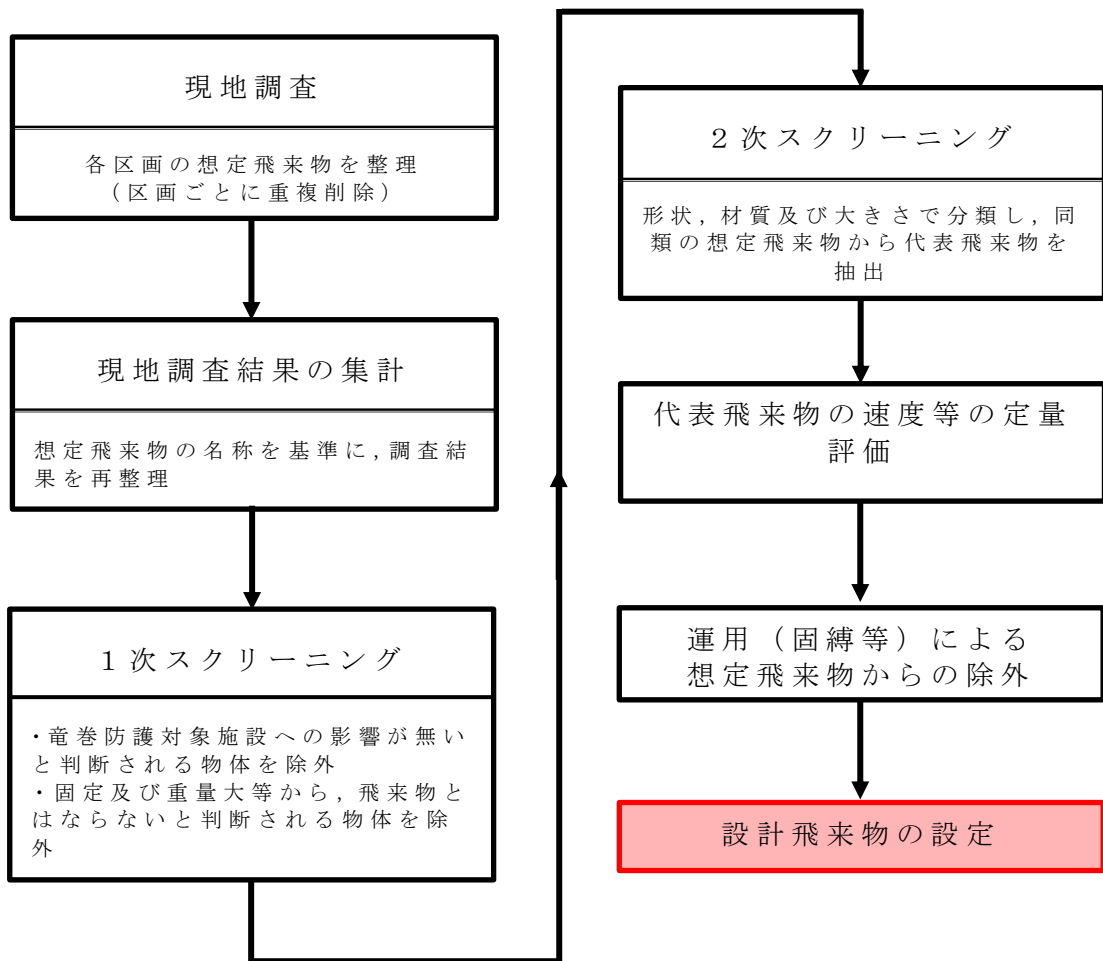 現地調査
各区画の想定飛来物を整理
（区画ごとに重複削除）
現地調査結果の集計
想定飛来物の名称を基準に，調査結
果を再整理
１次スクリーニング
・竜巻防護対象施設への影響が無い
と判断される物体を除外
・固定及び重量大等から，飛来物と
はならないと判断される物体を除
外
２次スクリーニング
形状，材質及び大きさで分類し，同
類の想定飛来物から代表飛来物を
抽出
代表飛来物の速度等の定量
評価
運用（固縛等）による
想定飛来物からの除外
設計飛来物の設定